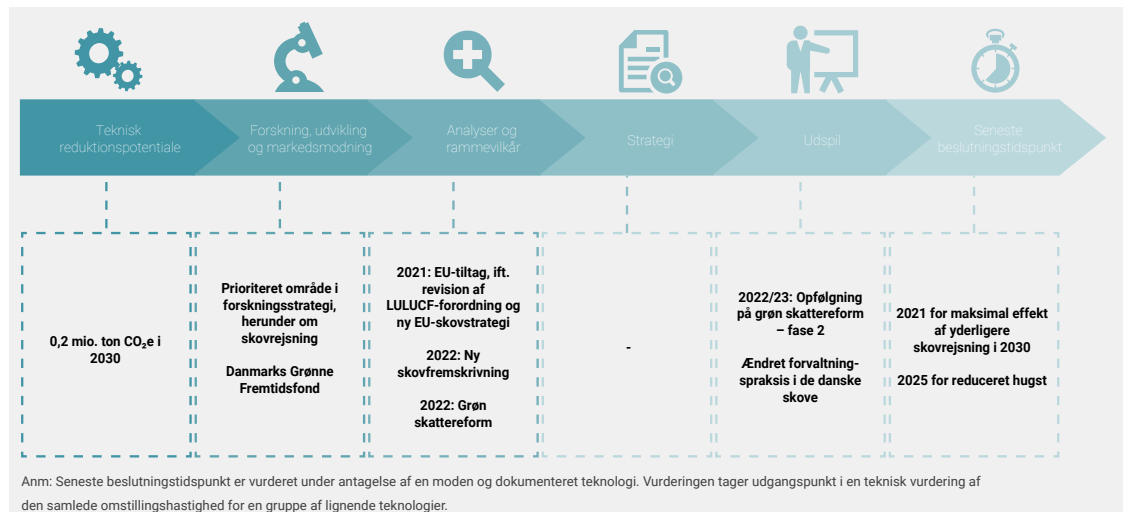 Teknisk
reduktionspotentiale
Forskning, udvikling
og markedsmodning
Analyser og
rammevilkår
Strategi
Udspil
Seneste
beslutningstidspunkt
0,2 mio. ton CO₂e i
2030
Prioriteret område i
forskningsstrategi,
herunder om
skovrejsning
Danmarks Grønne
Fremtidsfond
2021: EU-tiltag, ift.
revision af
LULUCF-forordning og
ny EU-skovstrategi
2022: Ny
skovfremskrivning
2022: Grøn
skattereform
-
2022/23: Opfølgning
på grøn skattereform
– fase 2
Ændret forvaltning-
praksis i de danske
skove
2021 for maksimal effekt
af yderligere
skovrejsning i 2030
2025 for reduceret hugst
Anm: Seneste beslutningstidspunkt er vurderet under antagelse af en moden og dokumenteret teknologi. Vurderingen tager udgangspunkt i en teknisk vurdering af
den samlede omstillingshastighed for en gruppe af lignende teknologier.